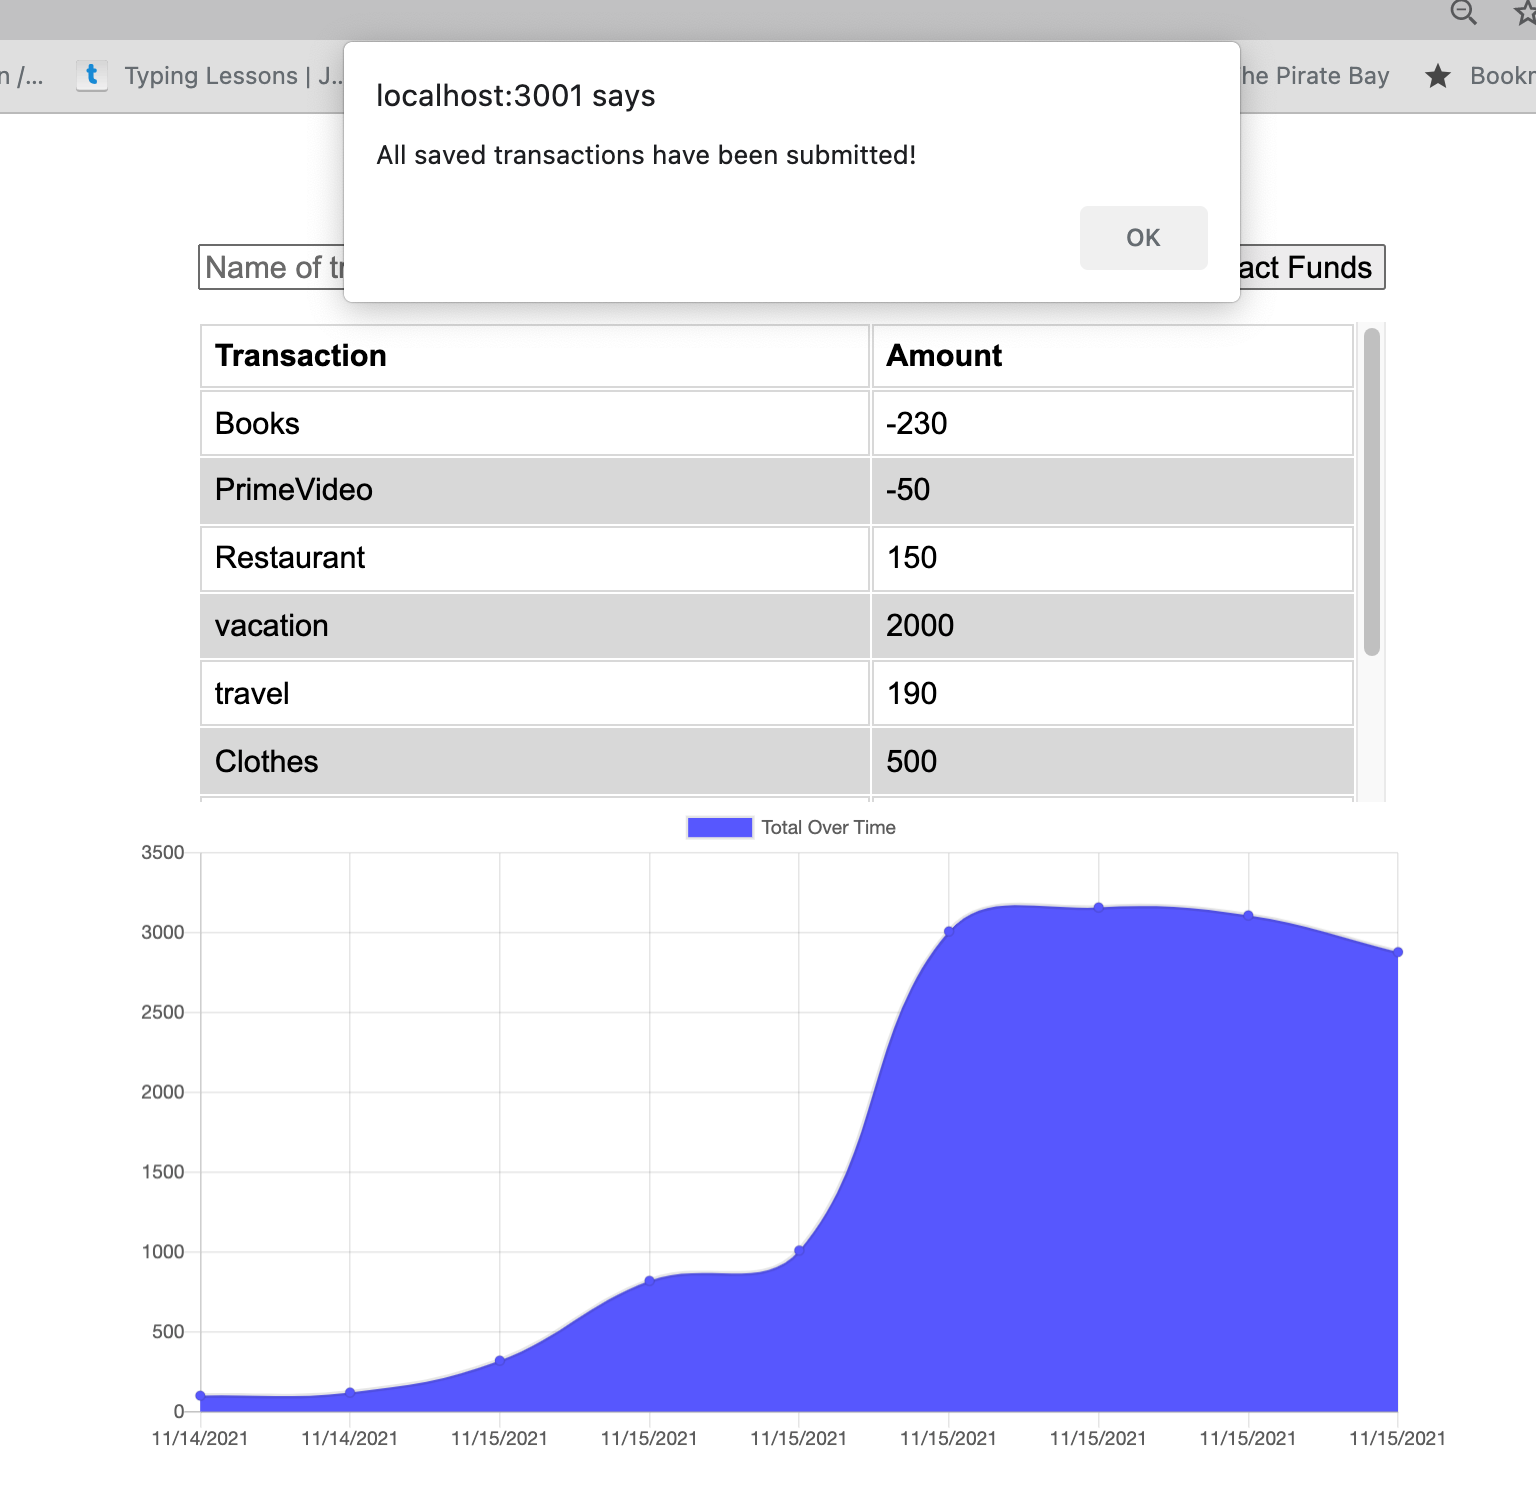 n /... t Typing Lessons | J... he Pirate Bay Bookr
localhost:3001 says
All saved transactions have been submitted!
OK
Name of tr act Funds
Transaction Amount
Books -230
PrimeVideo -50
Restaurant 150
vacation 2000
travel 190
Clothes 500
Total Over Time
3500
3000
2500
2000
1500
1000
500
0
11/14/2021 11/14/2021 11/15/2021 11/15/2021 11/15/2021 11/15/2021 11/15/2021 11/15/2021 11/15/2021